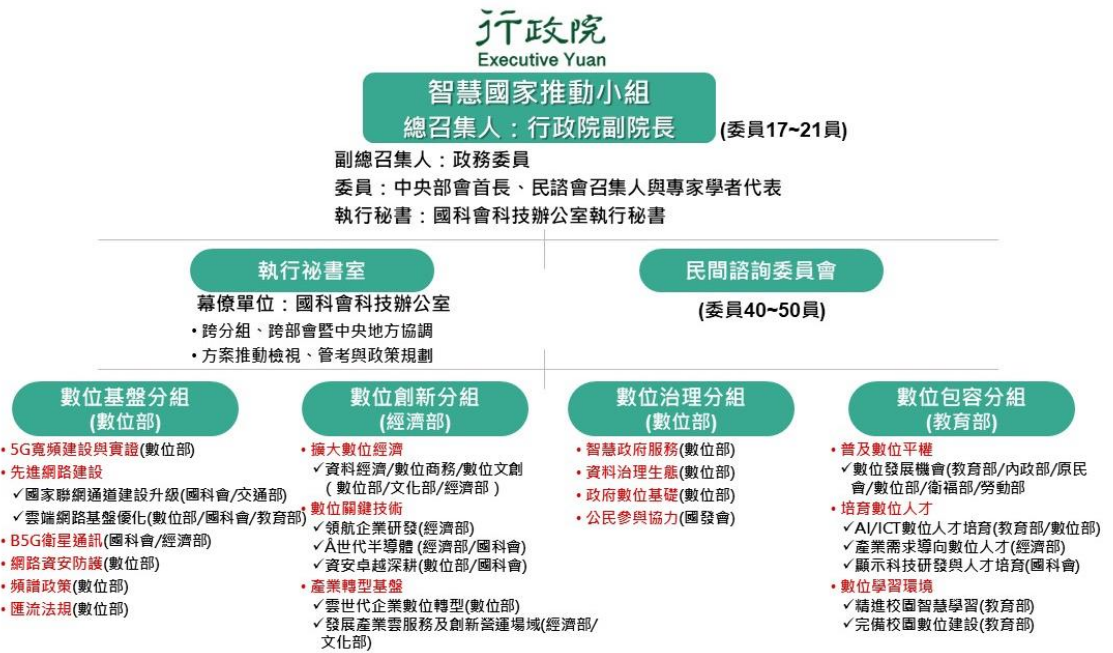 行政院
Executive Yuan
智慧國家推動小組
總召集人：行政院副院長
(委員17~21員)
副總召集人：政務委員
委員：中央部會首長、民諮會召集人與專家學者代表
執行秘書：國科會科技辦公室執行秘書
執行祕書室
幕僚單位：國科會科技辦公室
• 跨分組、跨部會暨中央地方協調
• 方案推動檢視、管考與政策規劃
民間諮詢委員會
(委員40~50員)
數位基盤分組
(數位部)
• 5G寬頻建設與實證(數位部)
• 先進網路建設
✓國家聯網通道建設升級(國科會/交通部)
✓雲端網路基盤優化(數位部/國科會/教育部)
• B5G衛星通訊(國科會/經濟部)
• 網路資安防護(數位部)
• 頻譜政策(數位部)
• 匯流法規(數位部)
數位創新分組
(經濟部)
• 擴大數位經濟
✓資料經濟/數位商務/數位文創
(數位部/文化部/經濟部)
• 數位關鍵技術
✓領航企業研發(經濟部)
✓Å世代半導體(經濟部/國科會)
✓資安卓越深耕(數位部/國科會)
• 產業轉型基盤
✓雲世代企業數位轉型(數位部)
✓發展產業雲服務及創新營運場域(經濟部/
文化部)
數位治理分組
(數位部)
• 智慧政府服務(數位部)
• 資料治理生態(數位部)
• 政府數位基礎(數位部)
• 公民參與協力(國發會)
數位包容分組
(教育部)
• 普及數位平權
✓數位發展機會(教育部/內政部/原民
會/數位部/衛福部/勞動部
• 培育數位人才
✓AI/ICT數位人才培育(教育部/數位部)
✓產業需求導向數位人才(經濟部)
✓顯示科技研發與人才培育(國科會)
• 數位學習環境
✓精進校園智慧學習(教育部)
✓完備校園數位建設(教育部)